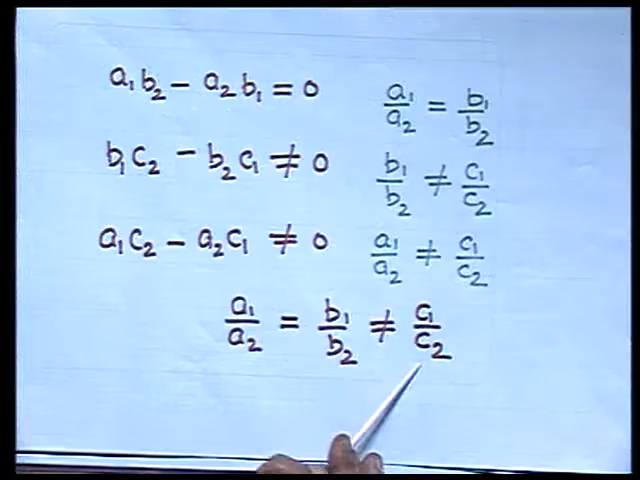 a₁b₂ − a₂b₁ = 0 a₁/a₂ = b₁/b₂
b₁c₂ − b₂c₁ ≠ 0 b₁/b₂ ≠ c₁/c₂
a₁c₂ − a₂c₁ ≠ 0 a₁/a₂ ≠ c₁/c₂
a₁/a₂ = b₁/b₂ ≠ c₁/c₂